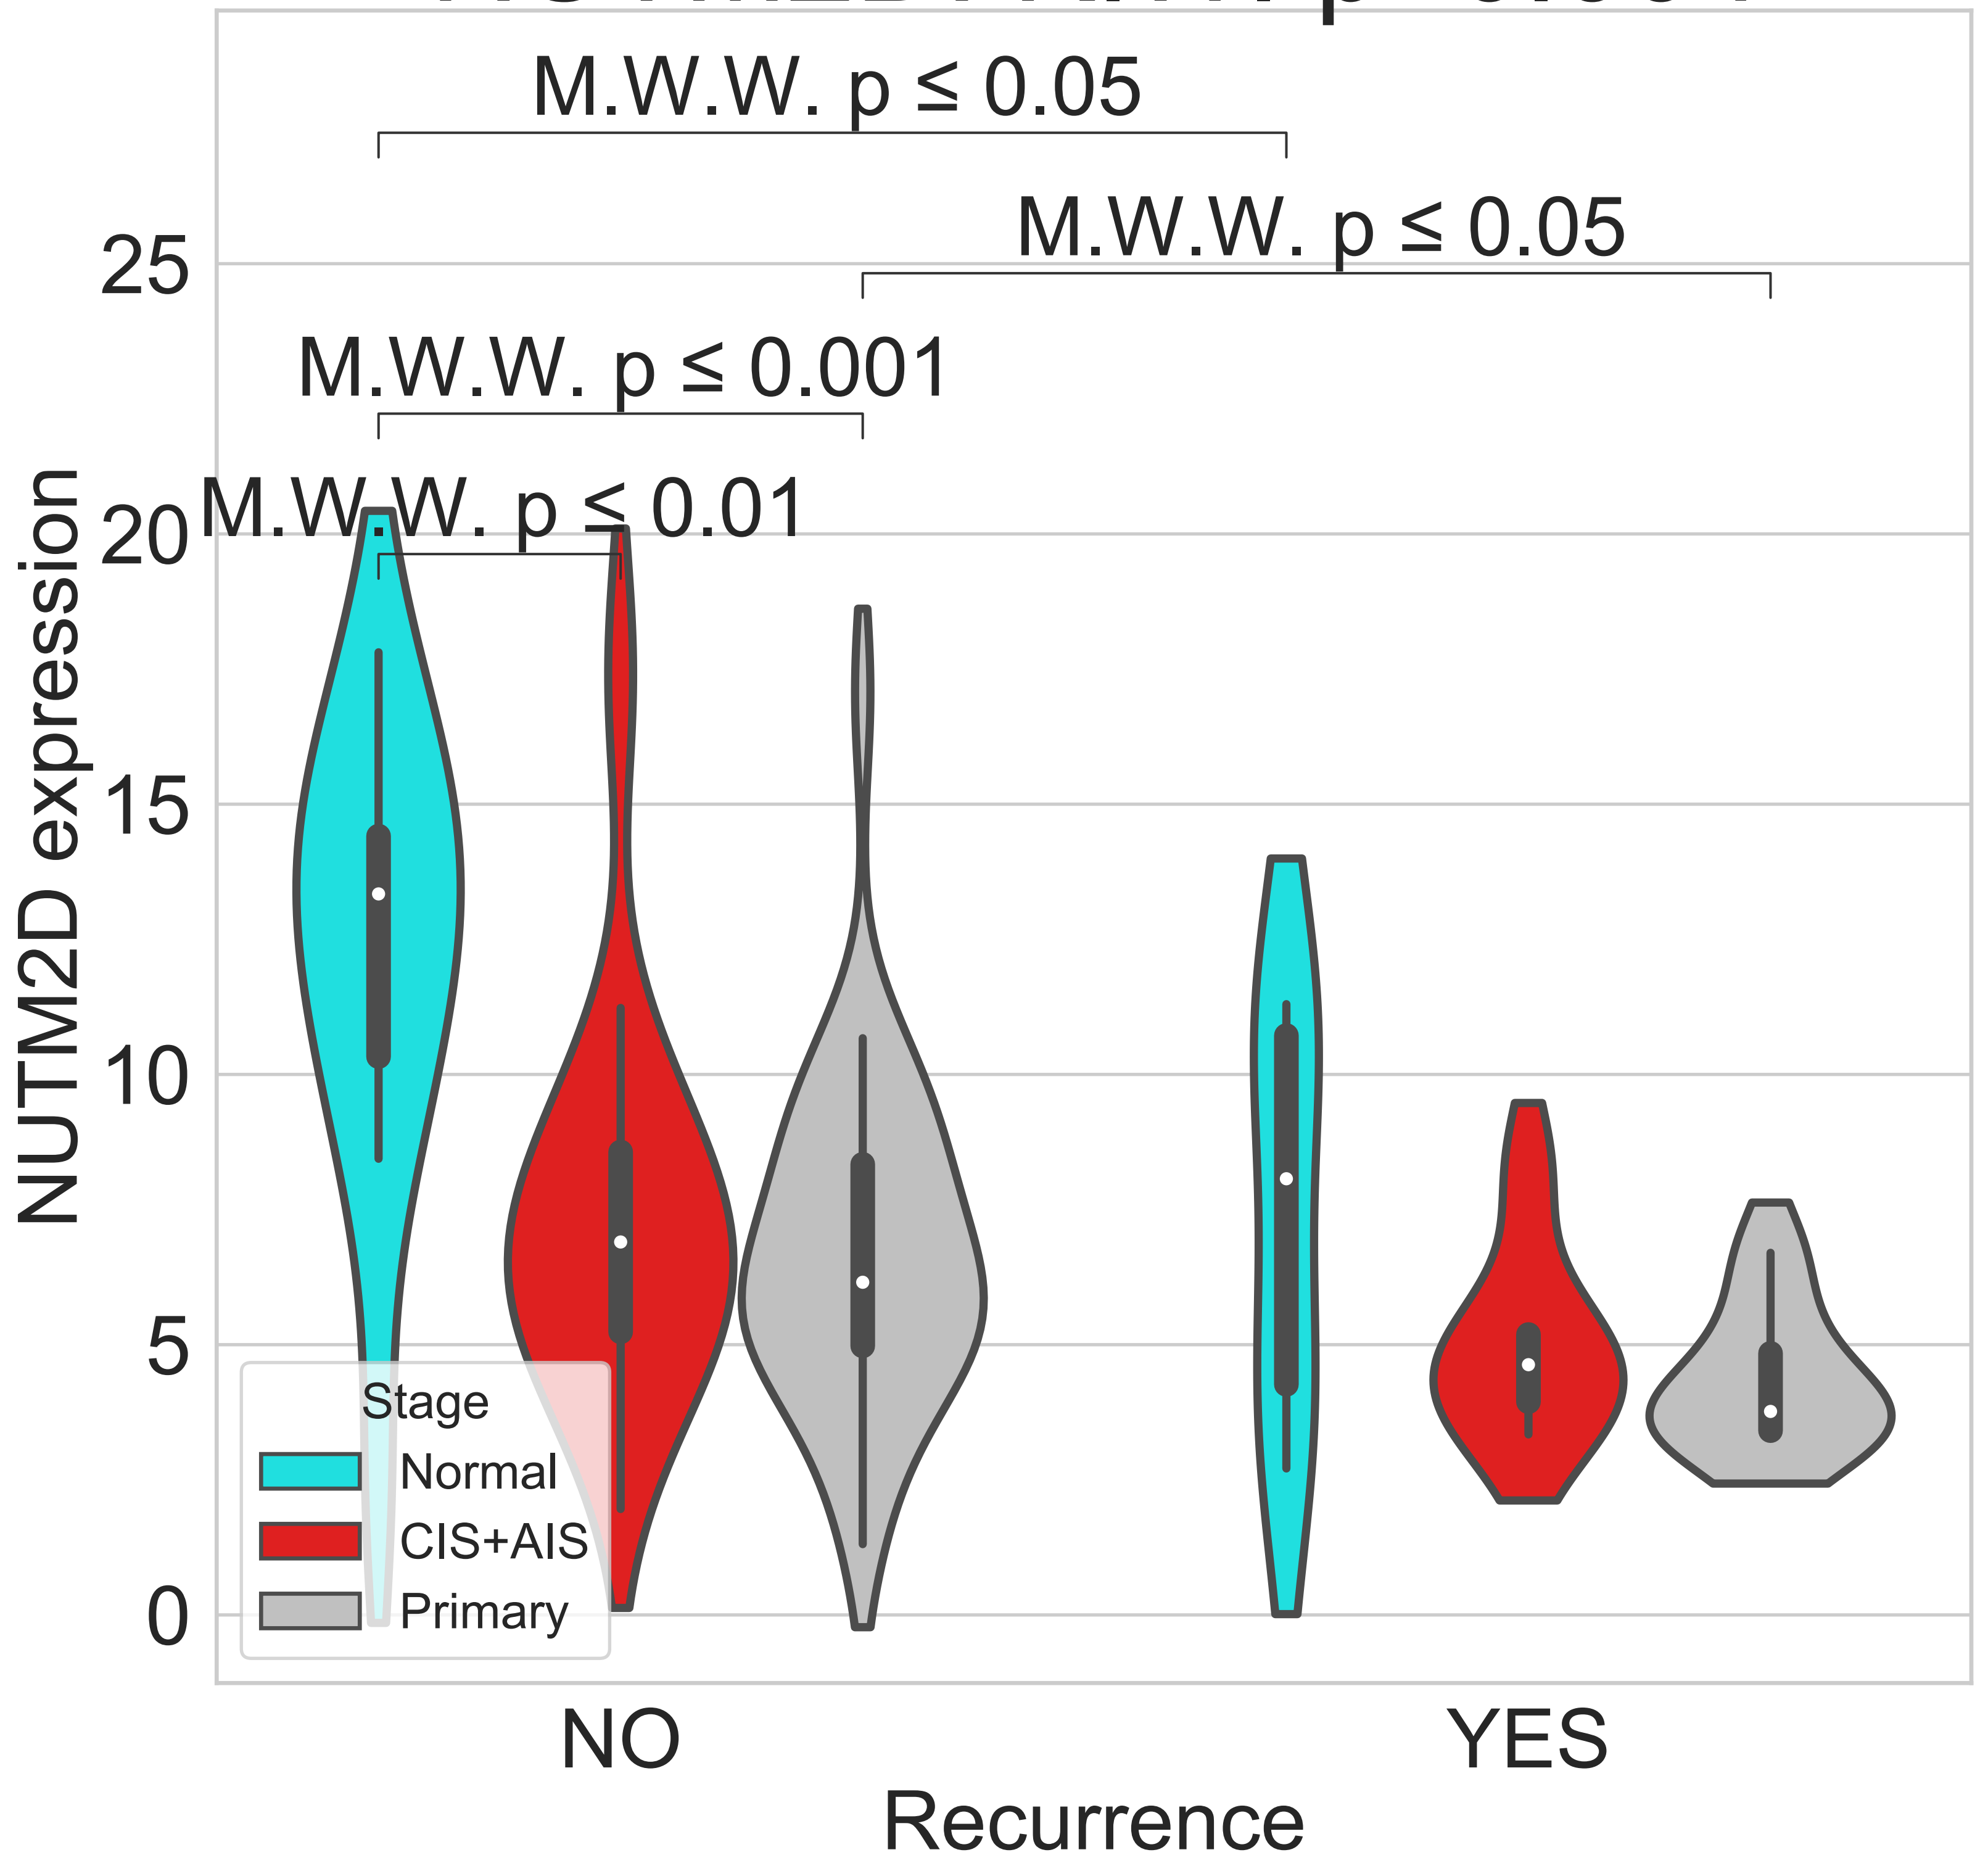 M.W.W. p ≤ 0.05
M.W.W. p ≤ 0.05
M.W.W. p ≤ 0.001
M.W.W. p ≤ 0.01
NUTM2D expression
25
20
15
10
5
0
Stage
Normal
CIS+AIS
Primary
NO
YES
Recurrence